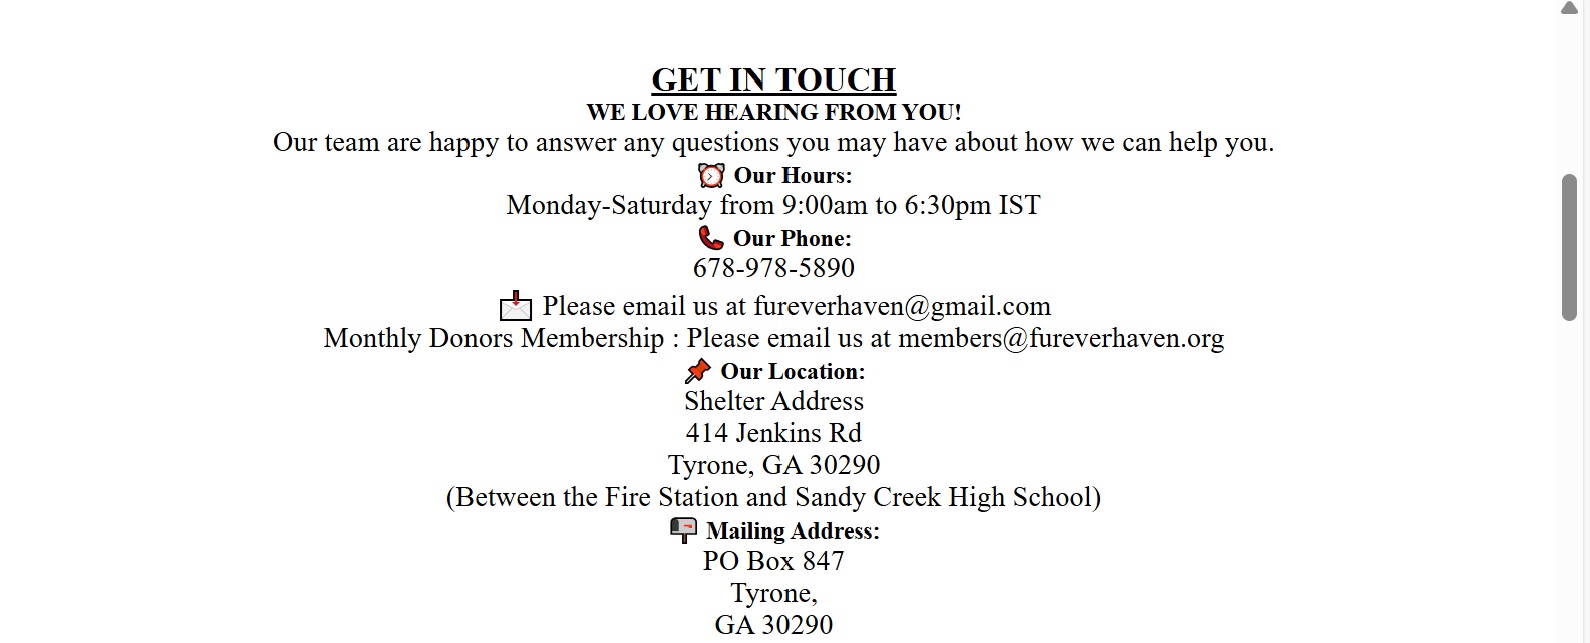 GET IN TOUCH
WE LOVE HEARING FROM YOU!
Our team are happy to answer any questions you may have about how we can help you.
Our Hours:
Monday-Saturday from 9:00am to 6:30pm IST
Our Phone:
678-978-5890
Please email us at fureverhaven@gmail.com
Monthly Donors Membership : Please email us at members@fureverhaven.org
Our Location:
Shelter Address
414 Jenkins Rd
Tyrone, GA 30290
(Between the Fire Station and Sandy Creek High School)
Mailing Address:
PO Box 847
Tyrone,
GA 30290